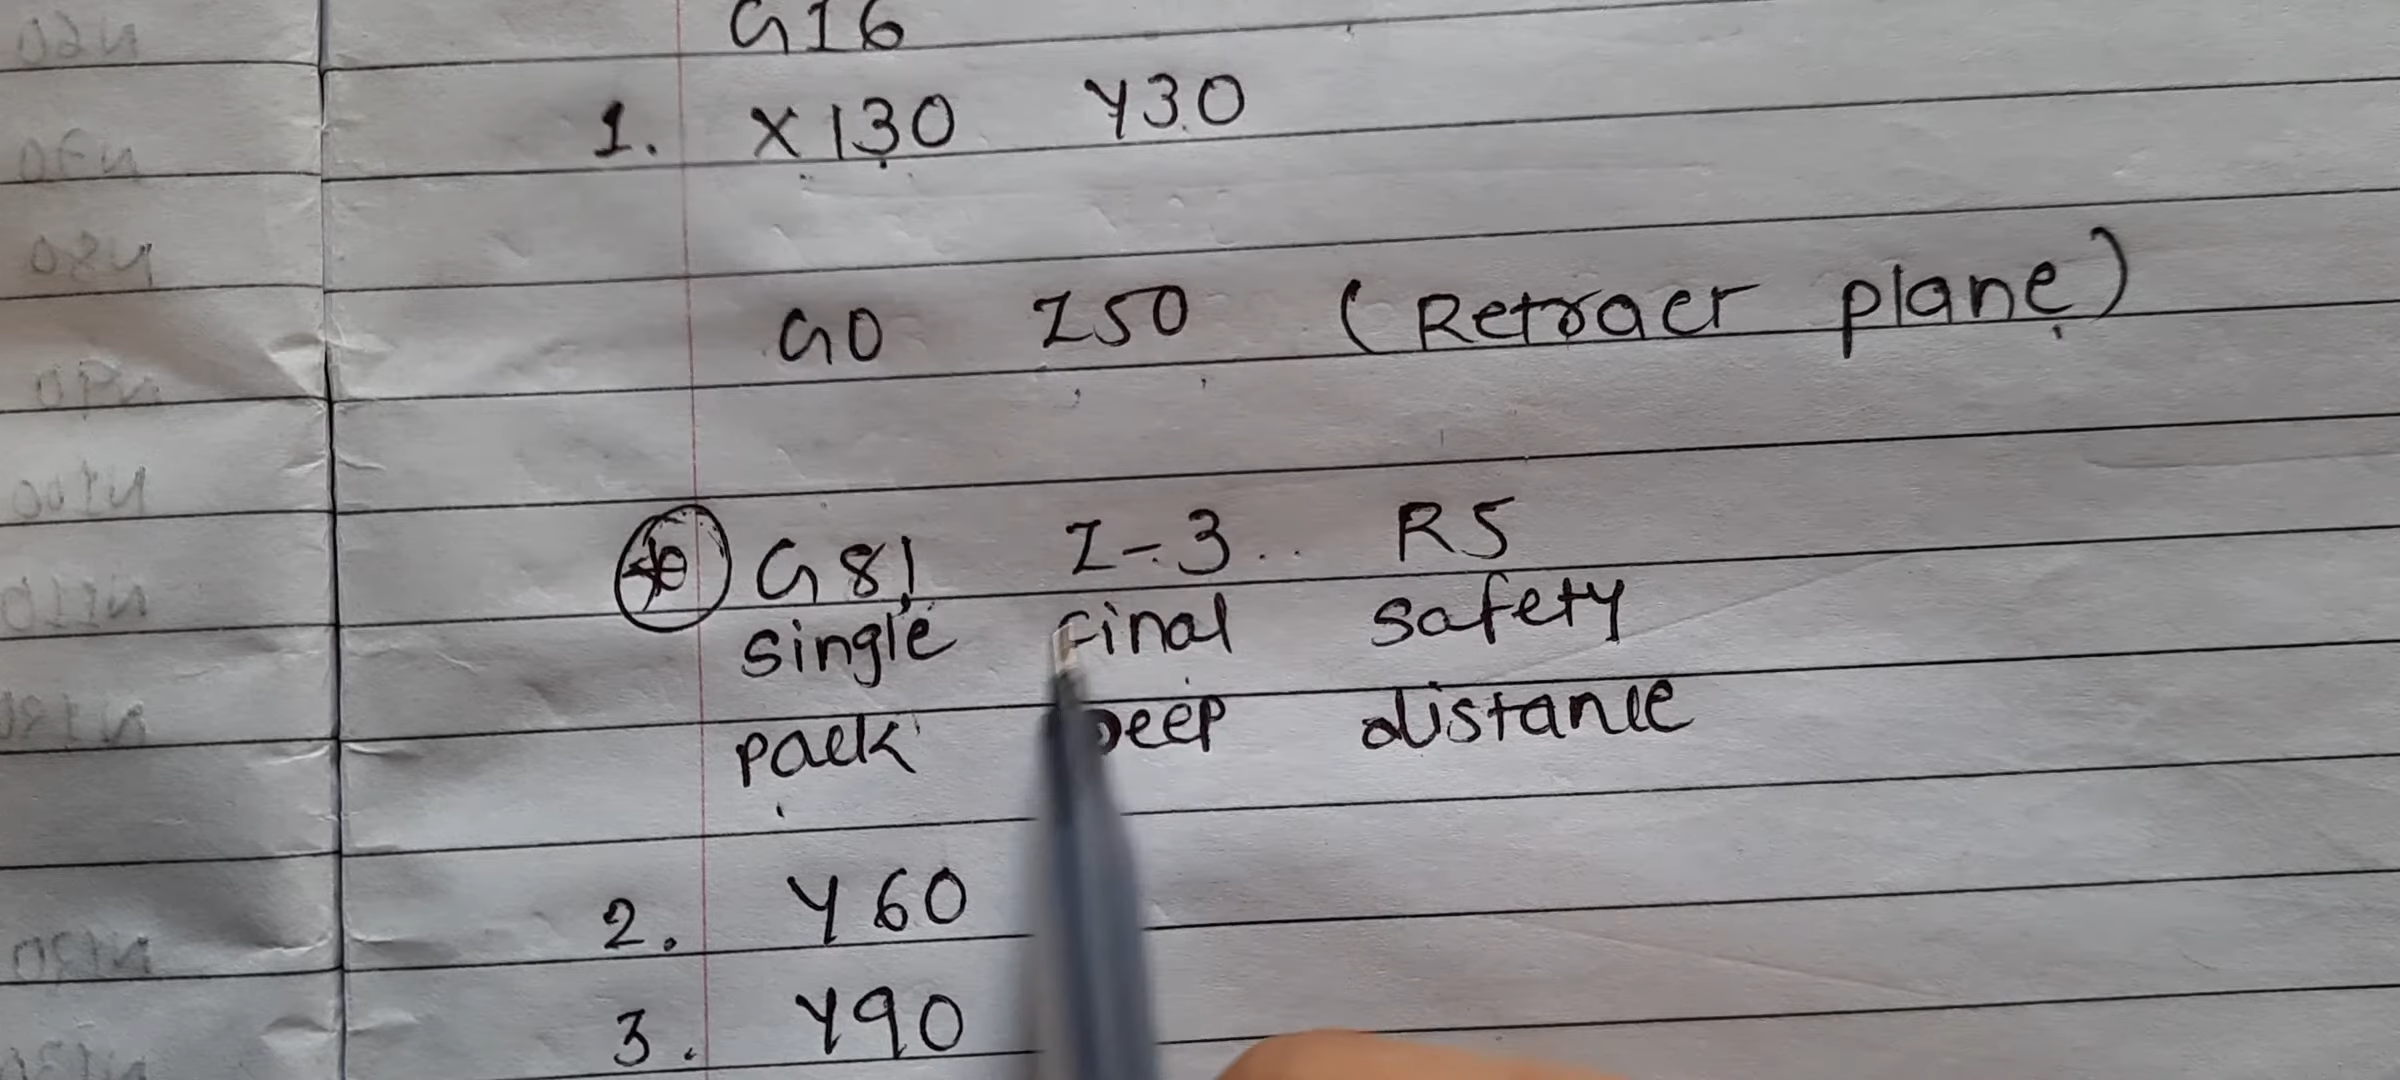 G16
1. X130 Y30
G0 Z50 (Retract plane)
G81 Z-3.. R5
single final safety
pack Deep distance
2. Y60
3. Y90